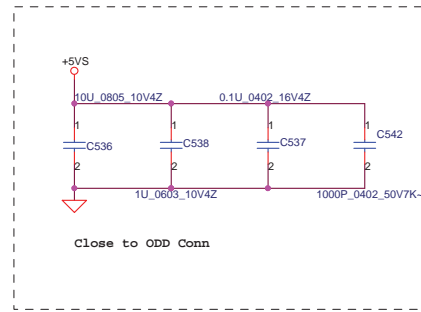 +5VS
10U_0805_10V4Z 0.1U_0402_16V4Z
1 1 1 1
C536 C538 C537 C542
2 2 2 2
1U_0603_10V4Z 1000P_0402_50V7K~
Close to ODD Conn